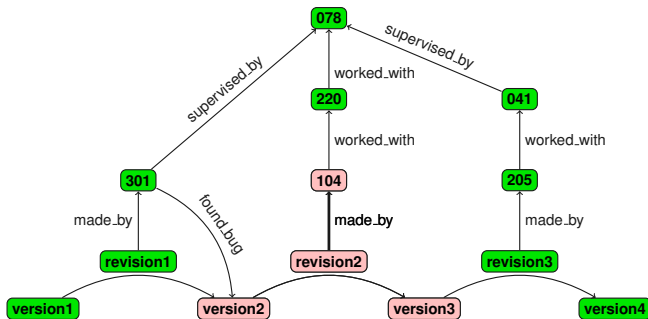 078
supervised_by
supervised_by
worked_with
220
041
worked_with
worked_with
301
104
205
found_bug
made_by
made_by
made_by
revision1
revision2
revision3
version1
version2
version3
version4